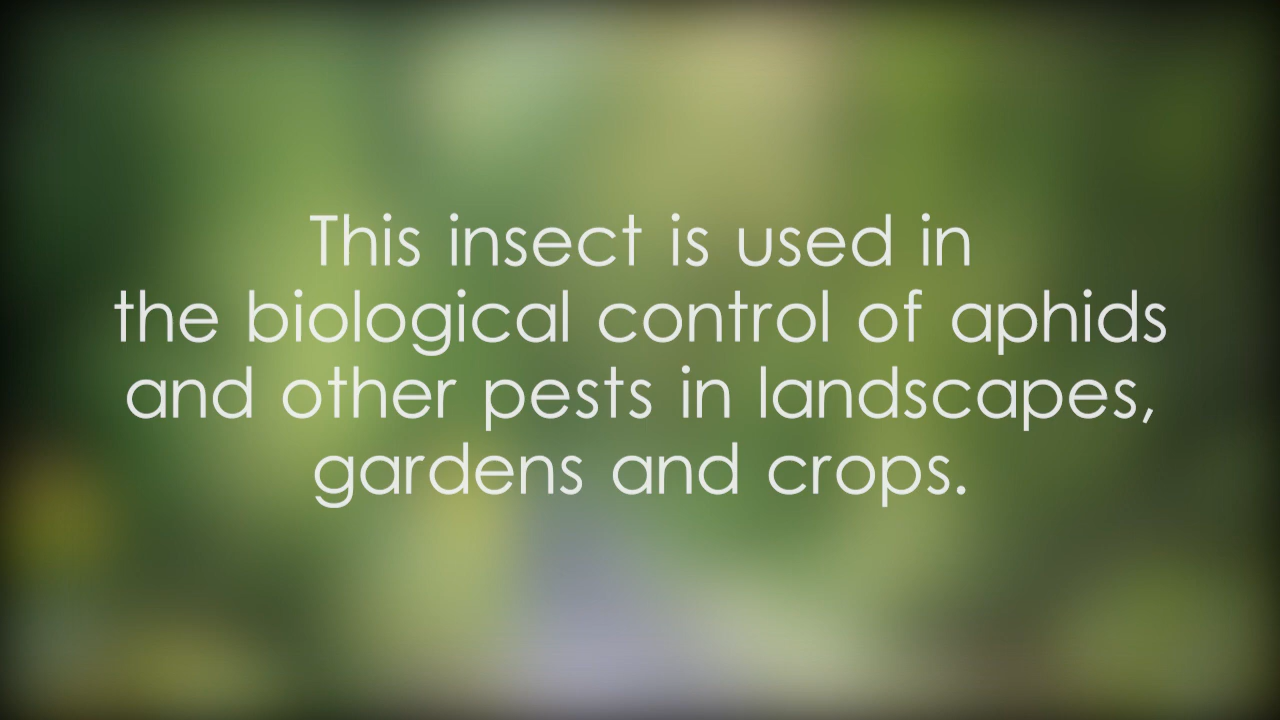 This insect is used in
the biological control of aphids
and other pests in landscapes,
gardens and crops.